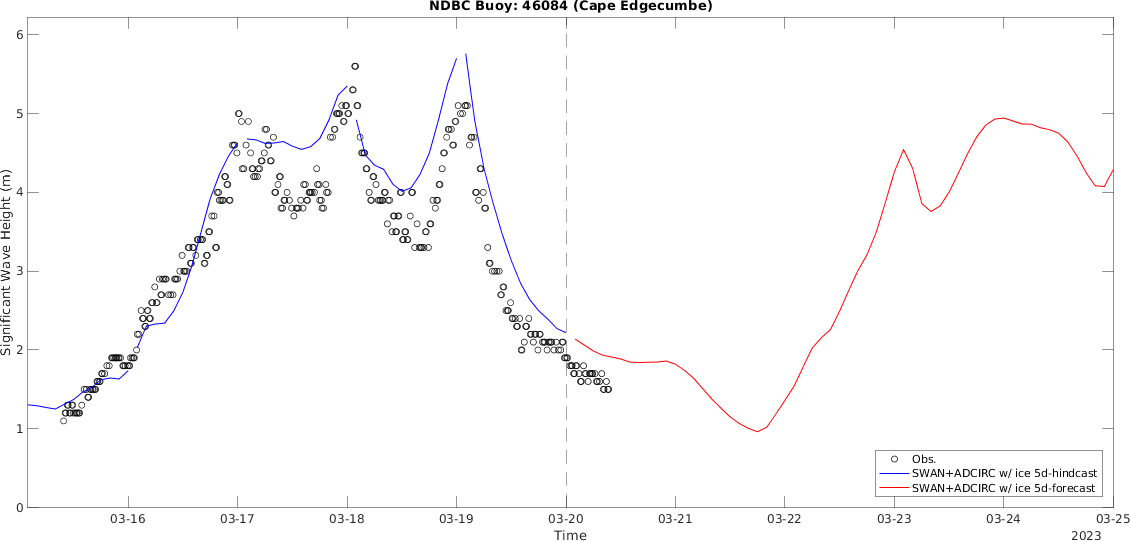 NDBC Buoy: 46084 (Cape Edgecumbe)
Significant Wave Height (m)
6
5
4
3
2
1
0
Obs.
SWAN+ADCIRC w/ ice 5d-hindcast
SWAN+ADCIRC w/ ice 5d-forecast
03-16 03-17 03-18 03-19 03-20 03-21 03-22 03-23 03-24 03-25
Time
2023